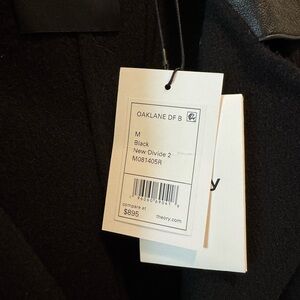 OAKLANE DF B
M
Black
New Divide 2
M081405R
y
compare at
$895
theory.com